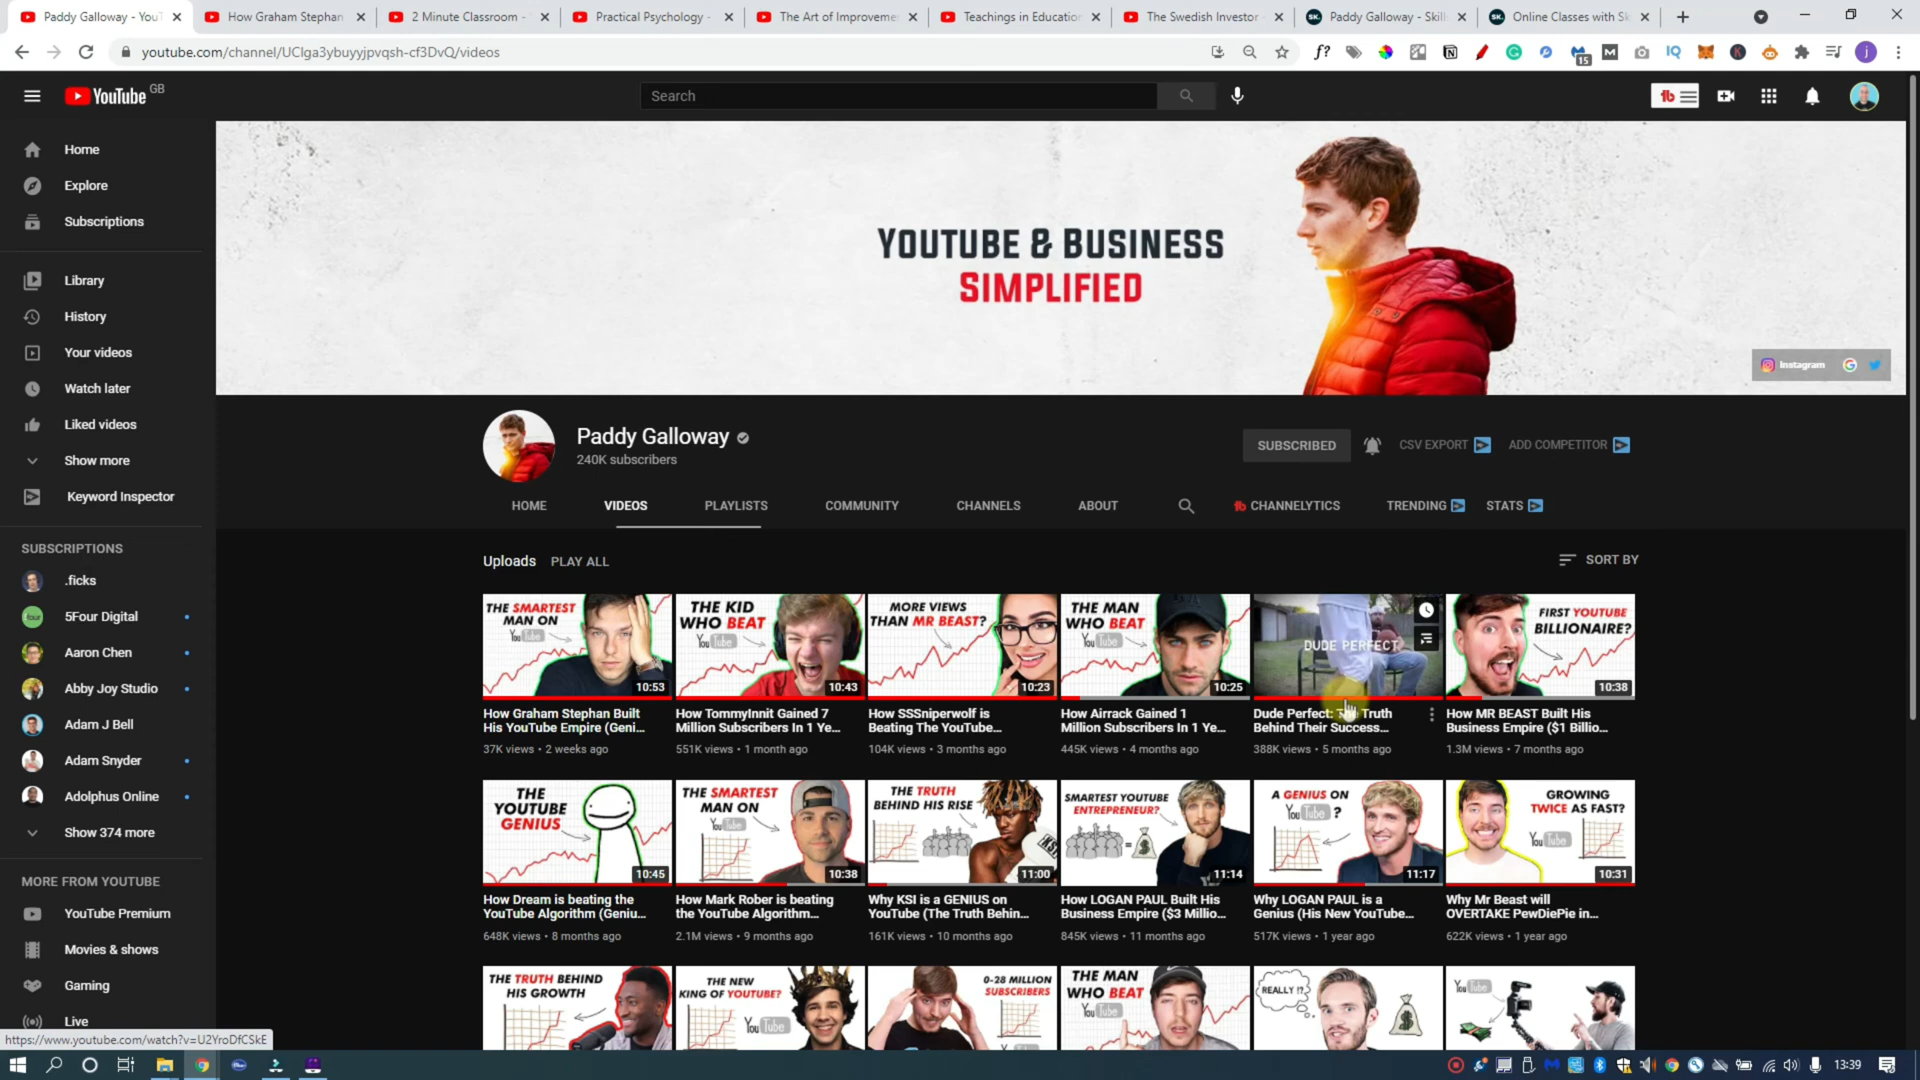 Paddy Galloway - YouT
How Graham Stephan
2 Minute Classroom -
Practical Psychology -
The Art of Improveme
Teachings in Educatio
The Swedish Investor -
Paddy Galloway - Skill
Online Classes with Sk
youtube.com/channel/UClga3ybuyyjpvqsh-cf3DvQ/videos
YouTube GB
Search
Home
Explore
Subscriptions
Library
History
Your videos
Watch later
Liked videos
Show more
Keyword Inspector
SUBSCRIPTIONS
.ficks
5Four Digital
Aaron Chen
Abby Joy Studio
Adam J Bell
Adam Snyder
Adolphus Online
Show 374 more
MORE FROM YOUTUBE
YouTube Premium
Movies & shows
Gaming
Live
https://www.youtube.com/watch?v=U2YroDfCSkE
YOUTUBE & BUSINESS
SIMPLIFIED
Instagram
Paddy Galloway
240K subscribers
SUBSCRIBED
CSV EXPORT
ADD COMPETITOR
HOME
VIDEOS
PLAYLISTS
COMMUNITY
CHANNELS
ABOUT
CHANNELYTICS
TRENDING
STATS
Uploads PLAY ALL
SORT BY
THE SMARTEST
MAN ON
YouTube
10:53
How Graham Stephan Built
His YouTube Empire (Geni...
37K views • 2 weeks ago
THE KID
WHO BEAT
YouTube
10:43
How TommyInnit Gained 7
Million Subscribers In 1 Ye...
551K views • 1 month ago
MORE VIEWS
THAN MR BEAST?
10:23
How SSSniperwolf is
Beating The YouTube...
104K views • 3 months ago
THE MAN
WHO BEAT
YouTube
10:25
How Airrack Gained 1
Million Subscribers In 1 Ye...
445K views • 4 months ago
DUDE PERFECT
Dude Perfect: The Truth
Behind Their Success...
388K views • 5 months ago
FIRST YOUTUBE
BILLIONAIRE?
10:38
How MR BEAST Built His
Business Empire ($1 Billio...
1.3M views • 7 months ago
THE
YOUTUBE
GENIUS
10:45
How Dream is beating the
YouTube Algorithm (Geniu...
648K views • 8 months ago
THE SMARTEST
MAN ON
YouTube
10:38
How Mark Rober is beating
the YouTube Algorithm...
2.1M views • 9 months ago
THE TRUTH
BEHIND HIS RISE
KSI
11:00
Why KSI is a GENIUS on
YouTube (The Truth Behin...
161K views • 10 months ago
SMARTEST YOUTUBE
ENTREPRENEUR?
11:14
How LOGAN PAUL Built His
Business Empire ($3 Millio...
845K views • 11 months ago
A GENIUS ON
YouTube ?
11:17
Why LOGAN PAUL is a
Genius (His New YouTube...
517K views • 1 year ago
GROWING
TWICE AS FAST?
YouTube
10:31
Why Mr Beast will
OVERTAKE PewDiePie in...
622K views • 1 year ago
THE TRUTH BEHIND
HIS GROWTH
THE NEW
KING OF YOUTUBE?
YouTube
0-28 MILLION
SUBSCRIBERS
THE MAN
WHO BEAT
YouTube
REALLY !?
YouTube
13:39